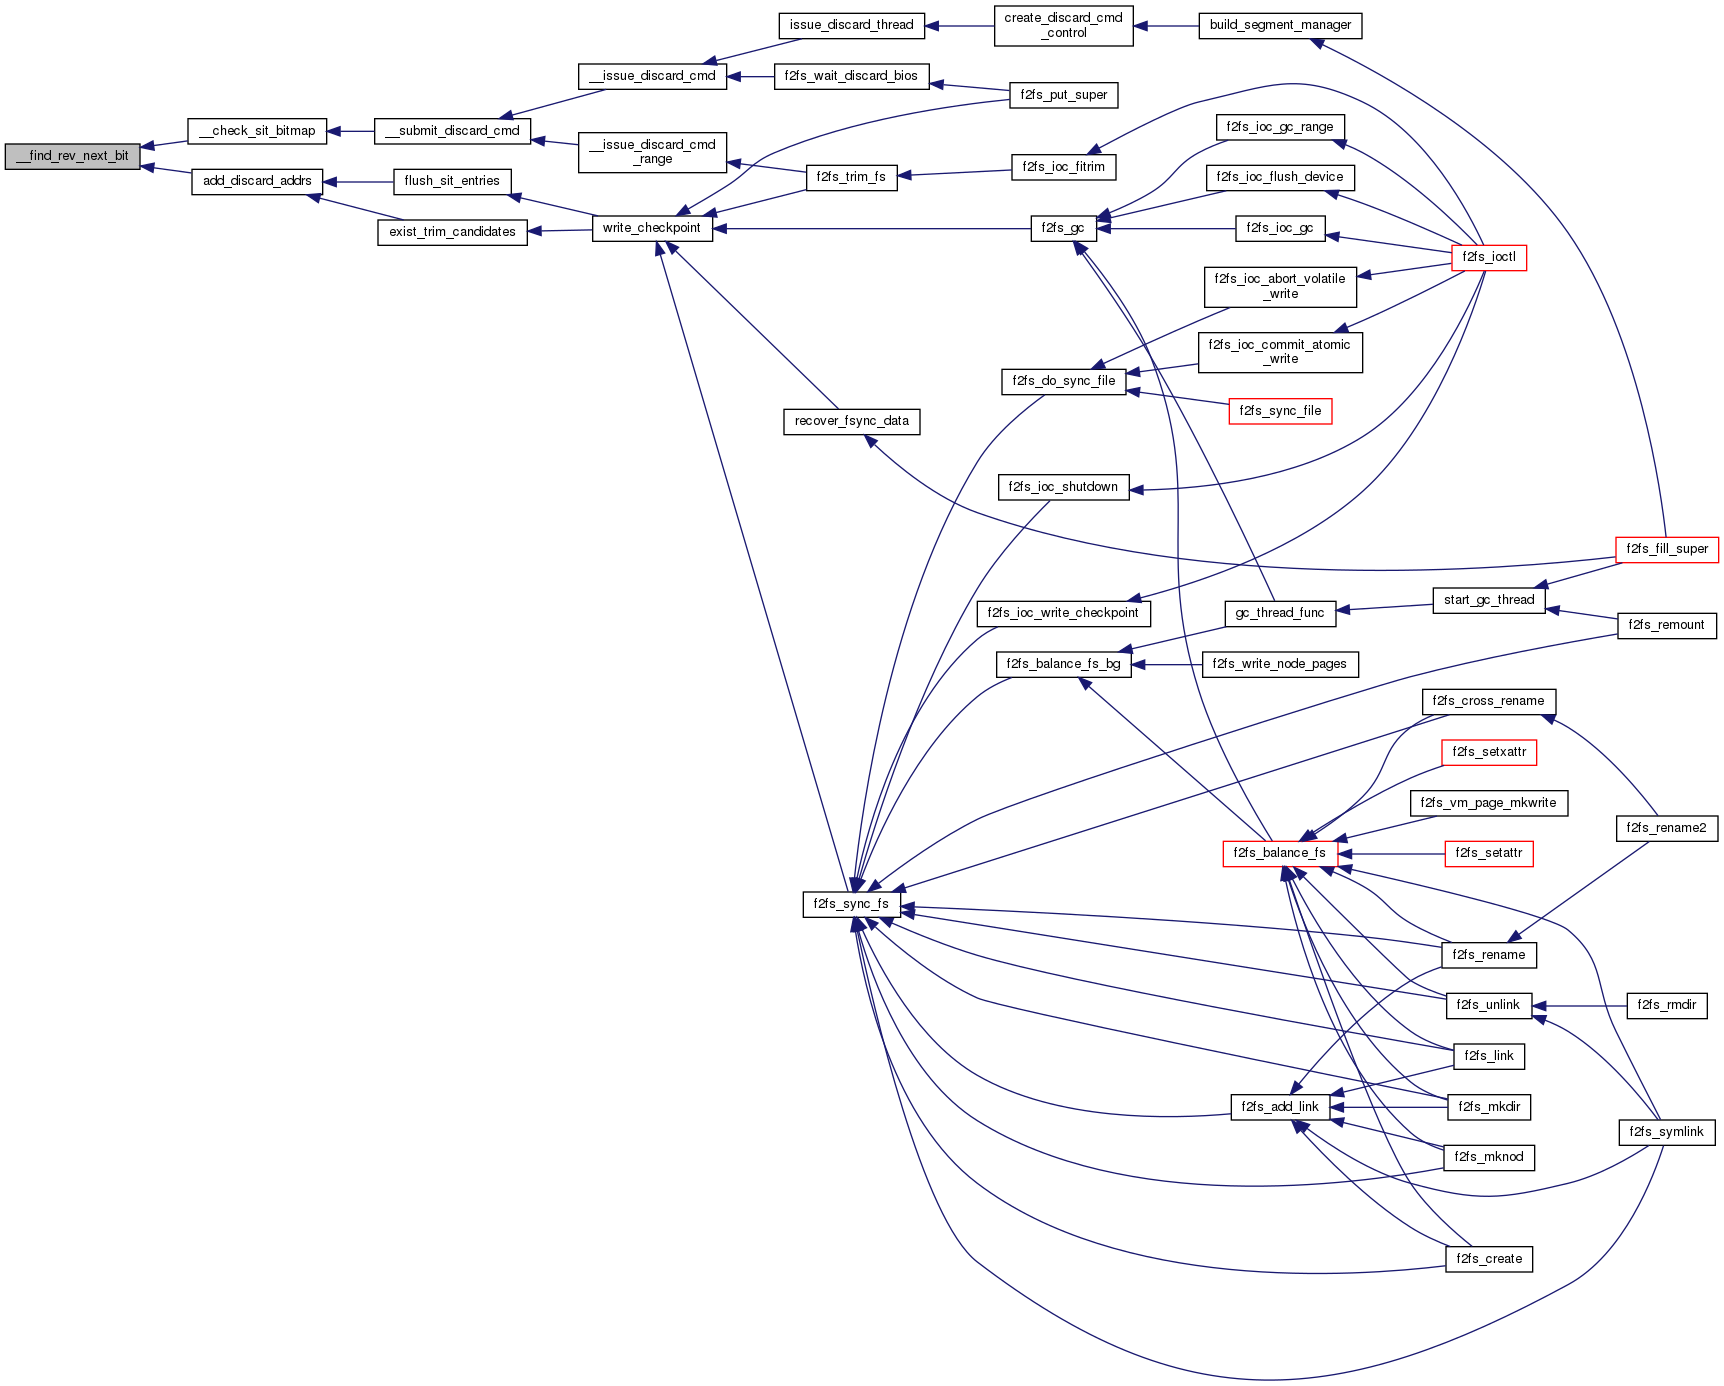 __find_rev_next_bit
__check_sit_bitmap
add_discard_addrs
__submit_discard_cmd
flush_sit_entries
exist_trim_candidates
__issue_discard_cmd
__issue_discard_cmd
_range
write_checkpoint
issue_discard_thread
f2fs_wait_discard_bios
f2fs_trim_fs
recover_fsync_data
f2fs_sync_fs
create_discard_cmd
_control
f2fs_put_super
f2fs_ioc_fitrim
f2fs_gc
f2fs_do_sync_file
f2fs_ioc_shutdown
f2fs_ioc_write_checkpoint
f2fs_balance_fs_bg
build_segment_manager
f2fs_ioc_gc_range
f2fs_ioc_flush_device
f2fs_ioc_gc
f2fs_ioc_abort_volatile
_write
f2fs_ioc_commit_atomic
_write
f2fs_sync_file
gc_thread_func
f2fs_write_node_pages
f2fs_balance_fs
f2fs_add_link
f2fs_ioctl
start_gc_thread
f2fs_cross_rename
f2fs_setxattr
f2fs_vm_page_mkwrite
f2fs_setattr
f2fs_rename
f2fs_unlink
f2fs_link
f2fs_mkdir
f2fs_mknod
f2fs_create
f2fs_fill_super
f2fs_remount
f2fs_rename2
f2fs_rmdir
f2fs_symlink